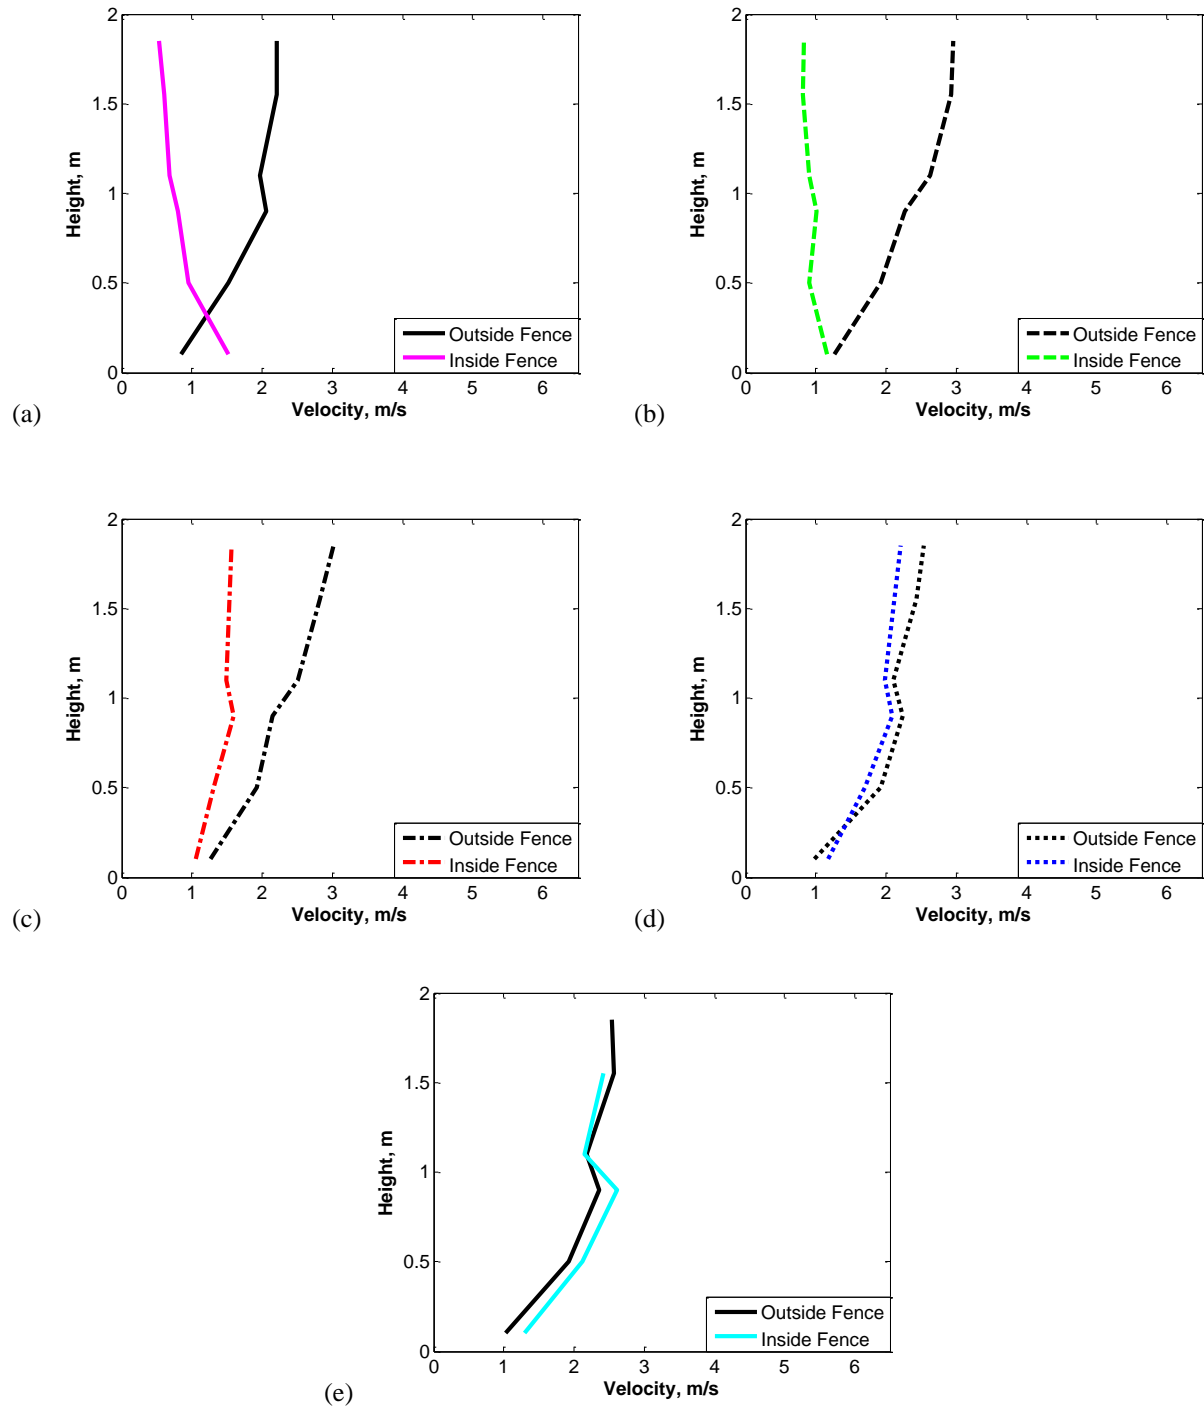 2
1.5
1
0.5
0
Height, m
0 1 2 3 4 5 6
Velocity, m/s
Outside Fence
Inside Fence
(a)
2
1.5
1
0.5
0
Height, m
0 1 2 3 4 5 6
Velocity, m/s
Outside Fence
Inside Fence
(b)
2
1.5
1
0.5
0
Height, m
0 1 2 3 4 5 6
Velocity, m/s
Outside Fence
Inside Fence
(c)
2
1.5
1
0.5
0
Height, m
0 1 2 3 4 5 6
Velocity, m/s
Outside Fence
Inside Fence
(d)
2
1.5
1
0.5
0
Height, m
0 1 2 3 4 5 6
Velocity, m/s
Outside Fence
Inside Fence
(e)